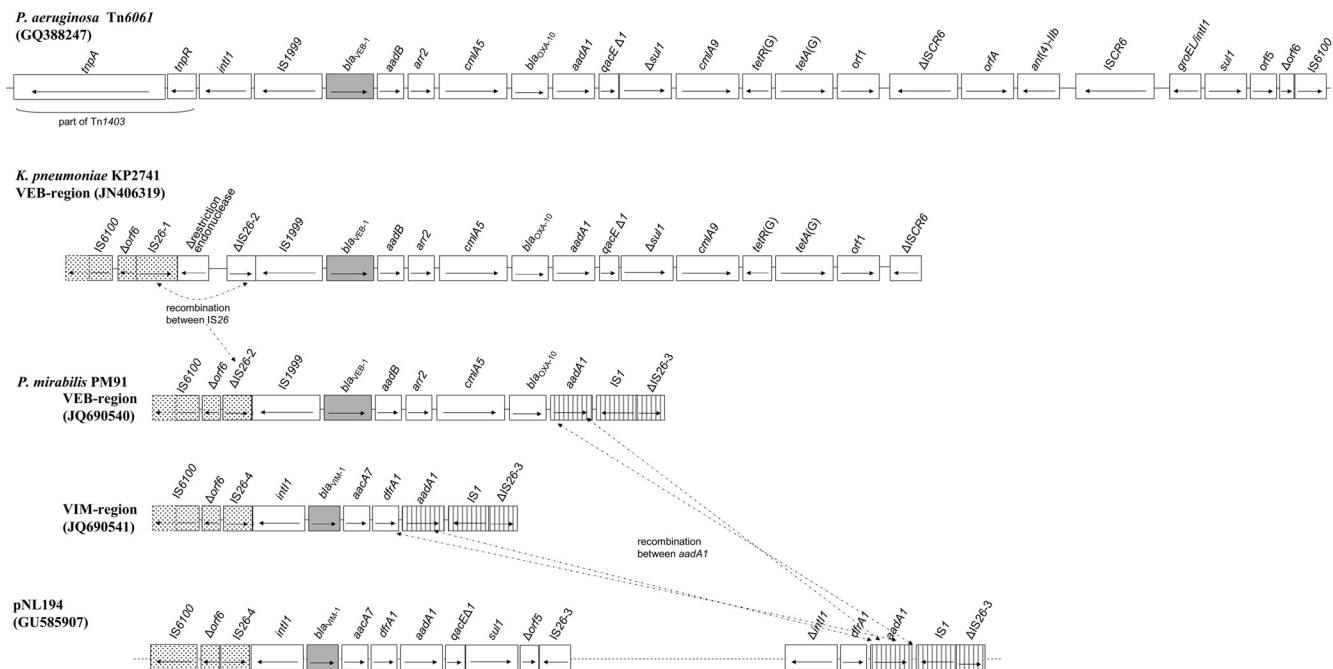 P. aeruginosa Tn6061
(GQ388247)
tnpA tnpR intI1 IS1999 blaVEB-1 aadB arr2 cmlA5 blaOXA-10 aadA1 qacE Δ1 Δsul1 cmlA9 tetR(G) tetA(G) orf1 ΔISCR6 orfA ant(4)-IIb ISCR6 groEL/intI1 sul1 orf5 Δorf6 IS6100
part of Tn1403
K. pneumoniae KP2741
VEB-region (JN406319)
IS6100 Δorf6 IS26-1 Δrestriction endonuclease ΔIS26-2 IS1999 blaVEB-1 aadB arr2 cmlA5 blaOXA-10 aadA1 qacE Δ1 Δsul1 cmlA9 tetR(G) tetA(G) orf1 ΔISCR6
recombination
between IS26
P. mirabilis PM91
VEB-region
(JQ690540)
IS6100 Δorf6 ΔIS26-2 IS1999 blaVEB-1 aadB arr2 cmlA5 blaOXA-10 aadA1 IS1 ΔIS26-3
VIM-region
(JQ690541)
IS6100 Δorf6 IS26-4 intI1 blaVIM-1 aacA7 dfrA1 aadA1 IS1 ΔIS26-3
recombination
between aadA1
pNL194
(GU585907)
IS6100 Δorf6 IS26-4 intI1 blaVIM-1 aacA7 dfrA1 aadA1 qacEΔ1 sul1 Δorf5 IS26-3 ΔintI1 dfrA1 aadA1 IS1 ΔIS26-3